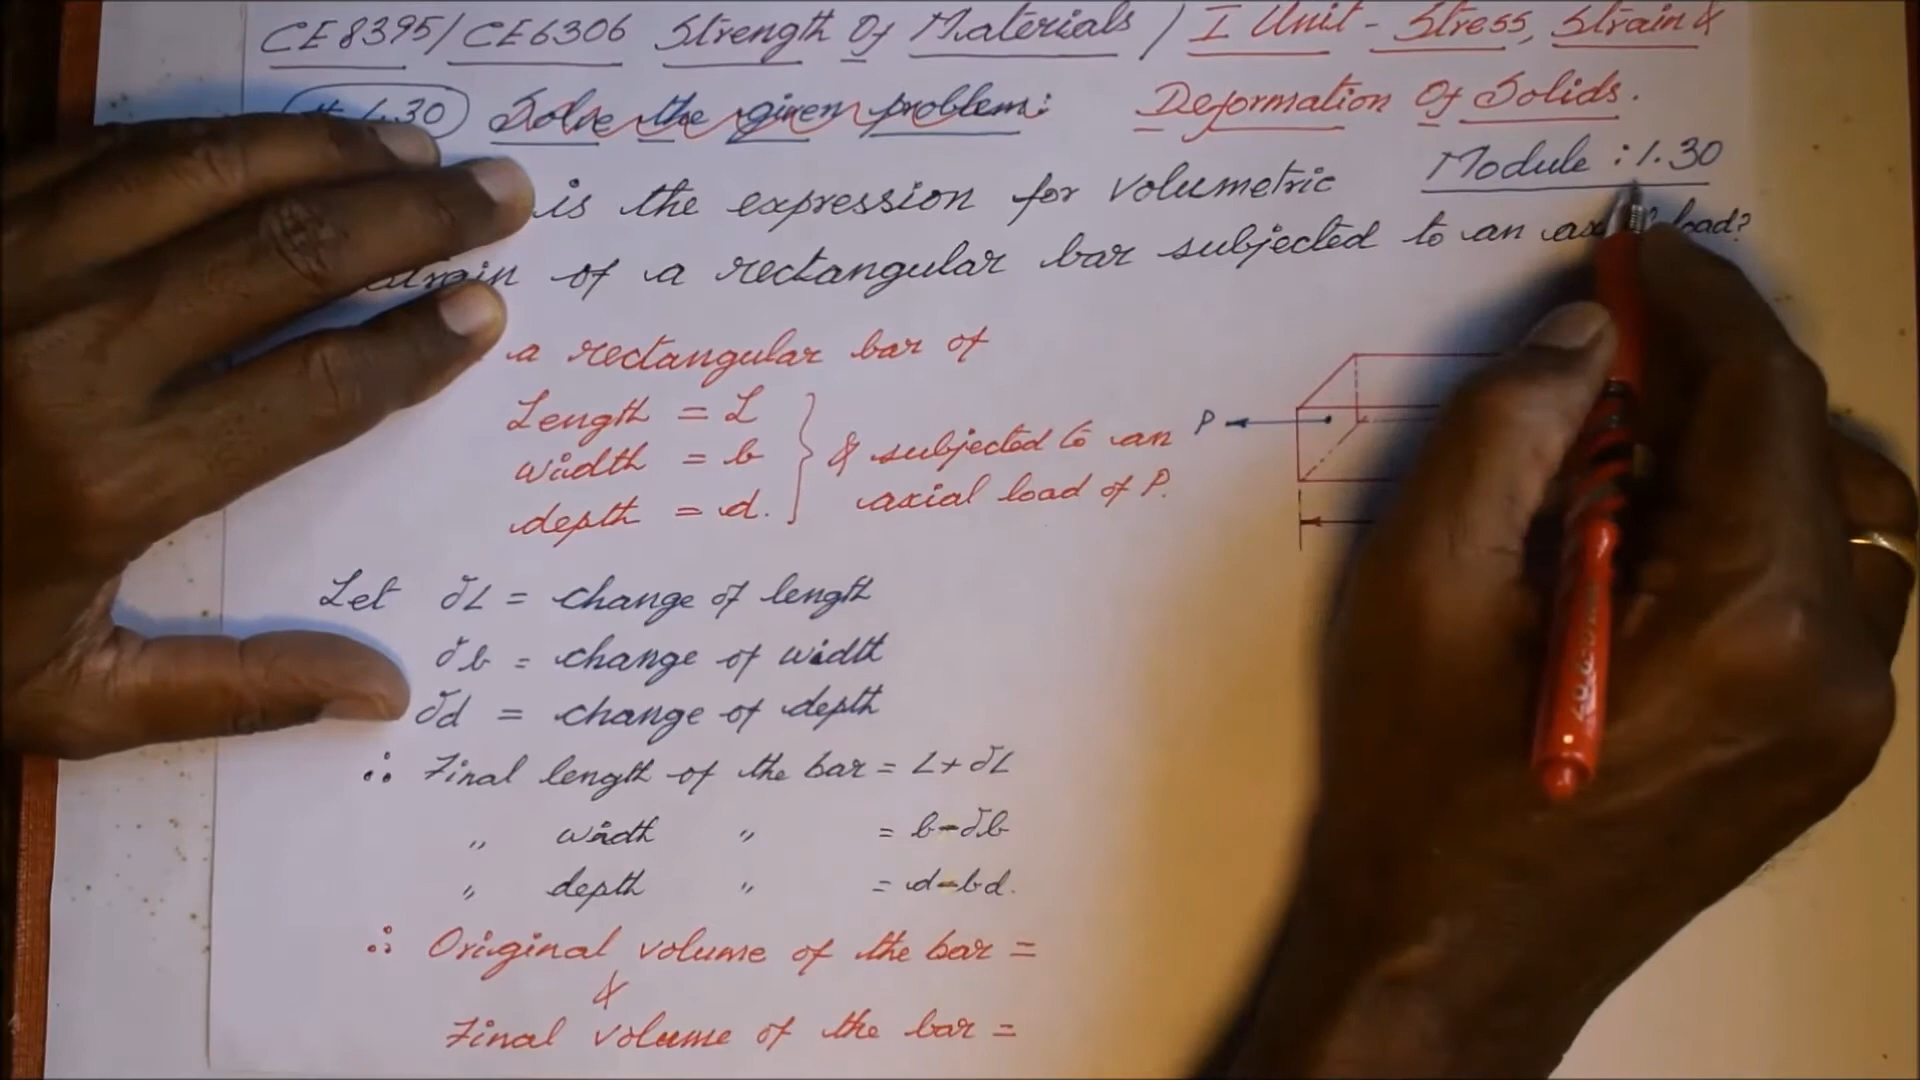 CE8395/CE6306 Strength Of Materials / I Unit - Stress, Strain &
1.30 Solve the given problem: Deformation Of Solids.
Module : 1.30
is the expression for volumetric
strain of a rectangular bar subjected to an load?
a rectangular bar of
Length = L
width = b
depth = d.
& subjected to an
axial load of P.
P
Let δL = change of length
δb = change of width
δd = change of depth
∴ Final length of the bar = L + δL
,, width ,, = b - δb
,, depth ,, = d - bd.
∴ Original volume of the bar =
&
Final volume of the bar =